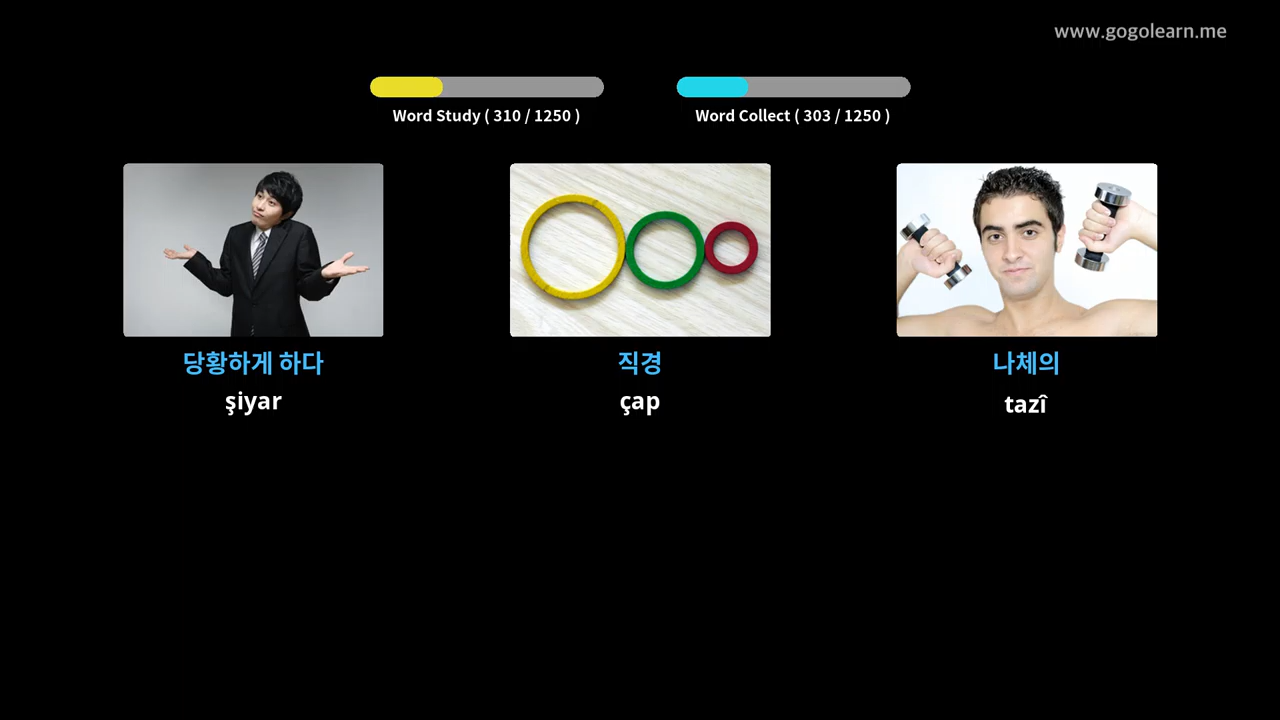 www.gogolearn.me
Word Study ( 310 / 1250 )
Word Collect ( 303 / 1250 )
당황하게 하다
şiyar
직경
çap
나체의
tazî